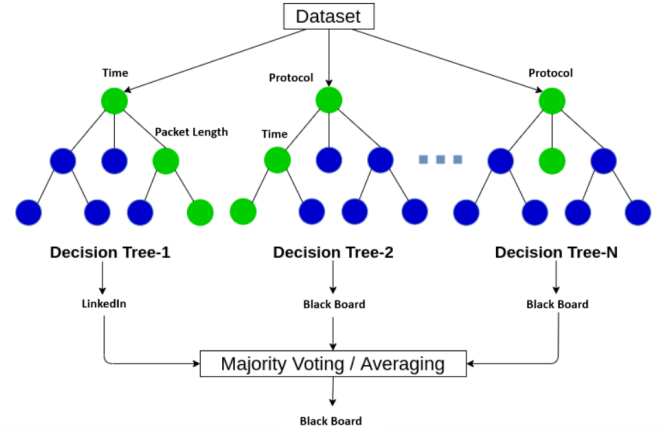 Dataset
Time
Protocol
Protocol
Packet Length
Time
Decision Tree-1
Decision Tree-2
Decision Tree-N
LinkedIn
Black Board
Black Board
Majority Voting / Averaging
Black Board